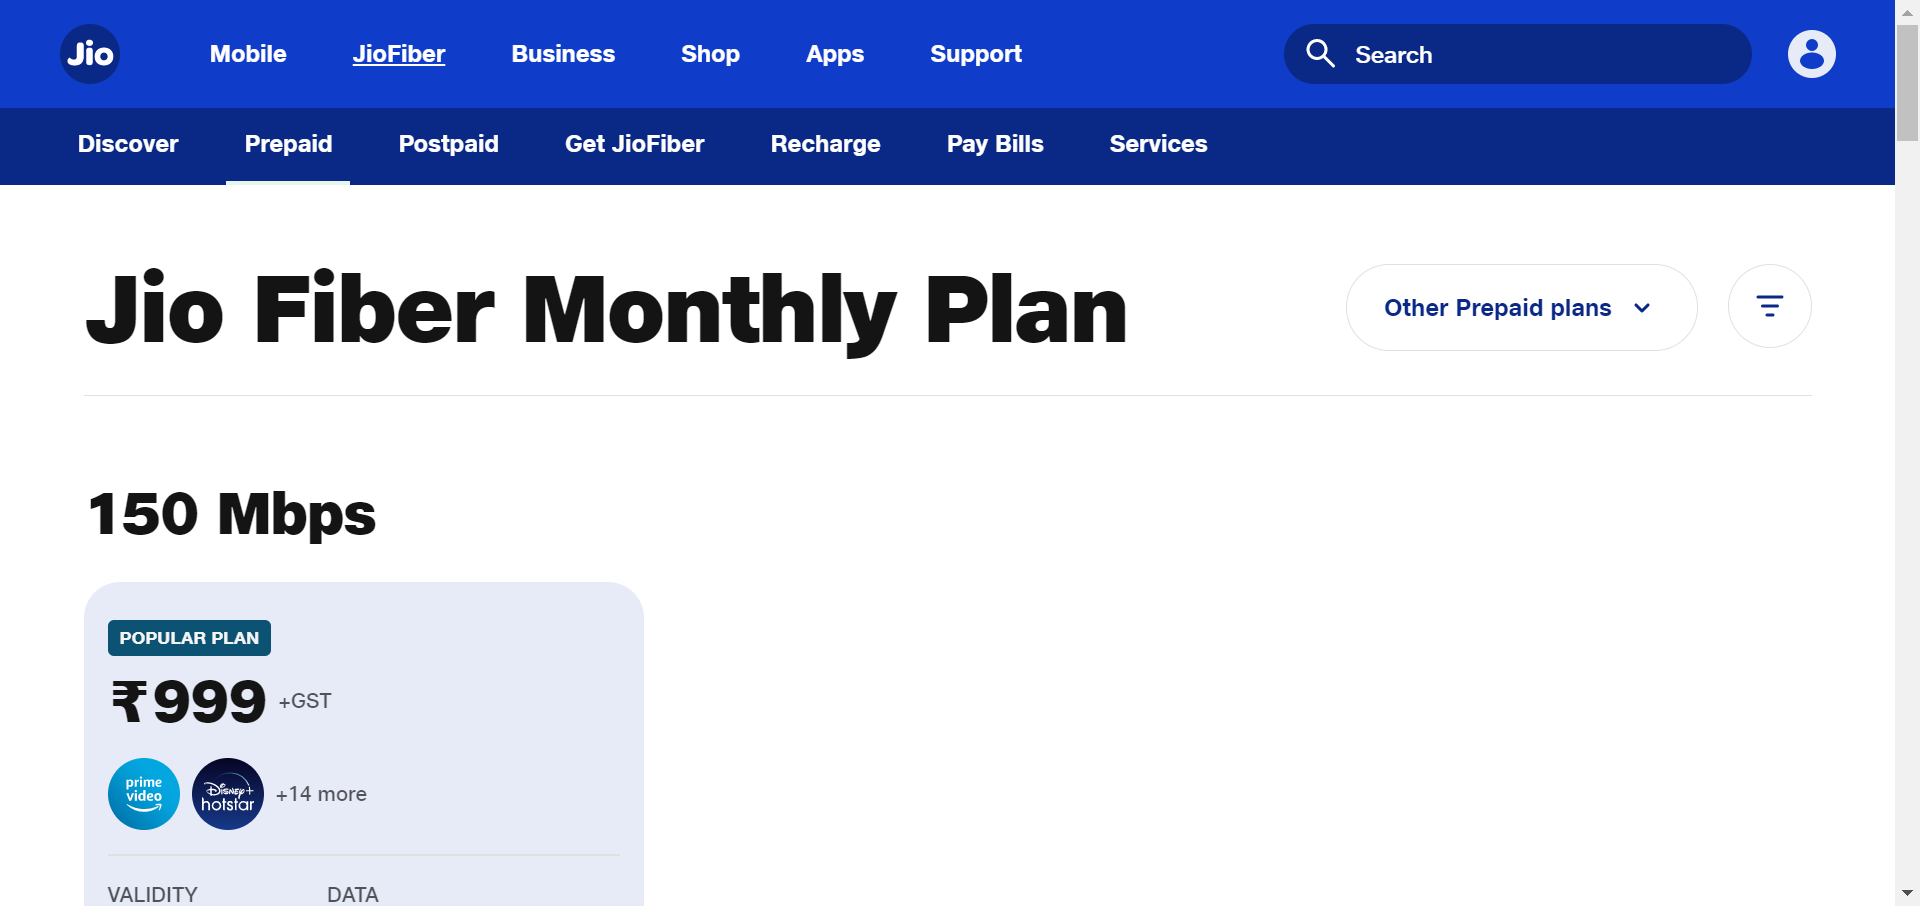 Jio
Mobile
JioFiber
Business
Shop
Apps
Support
Search
Discover
Prepaid
Postpaid
Get JioFiber
Recharge
Pay Bills
Services
Jio Fiber Monthly Plan
Other Prepaid plans
150 Mbps
POPULAR PLAN
₹999 +GST
prime
video
Disney+
hotstar
+14 more
VALIDITY
DATA